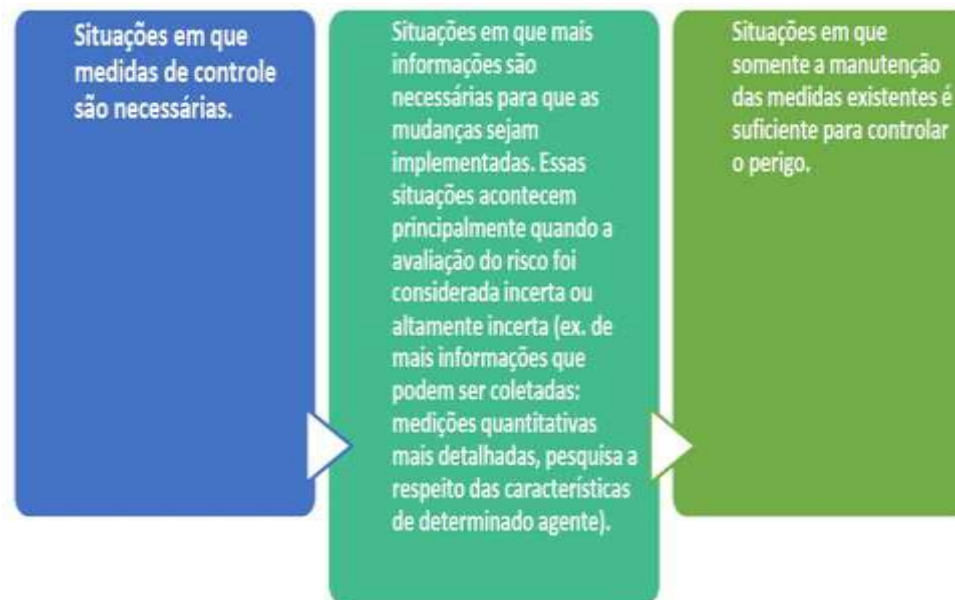 Situações em que
medidas de controle
são necessárias.
Situações em que mais
informações são
necessárias para que as
mudanças sejam
implementadas. Essas
situações acontecem
principalmente quando a
avaliação do risco foi
considerada incerta ou
altamente incerta (ex. de
mais informações que
podem ser coletadas:
medições quantitativas
mais detalhadas, pesquisa a
respeito das características
de determinado agente).
Situações em que
somente a manutenção
das medidas existentes é
suficiente para controlar
o perigo.